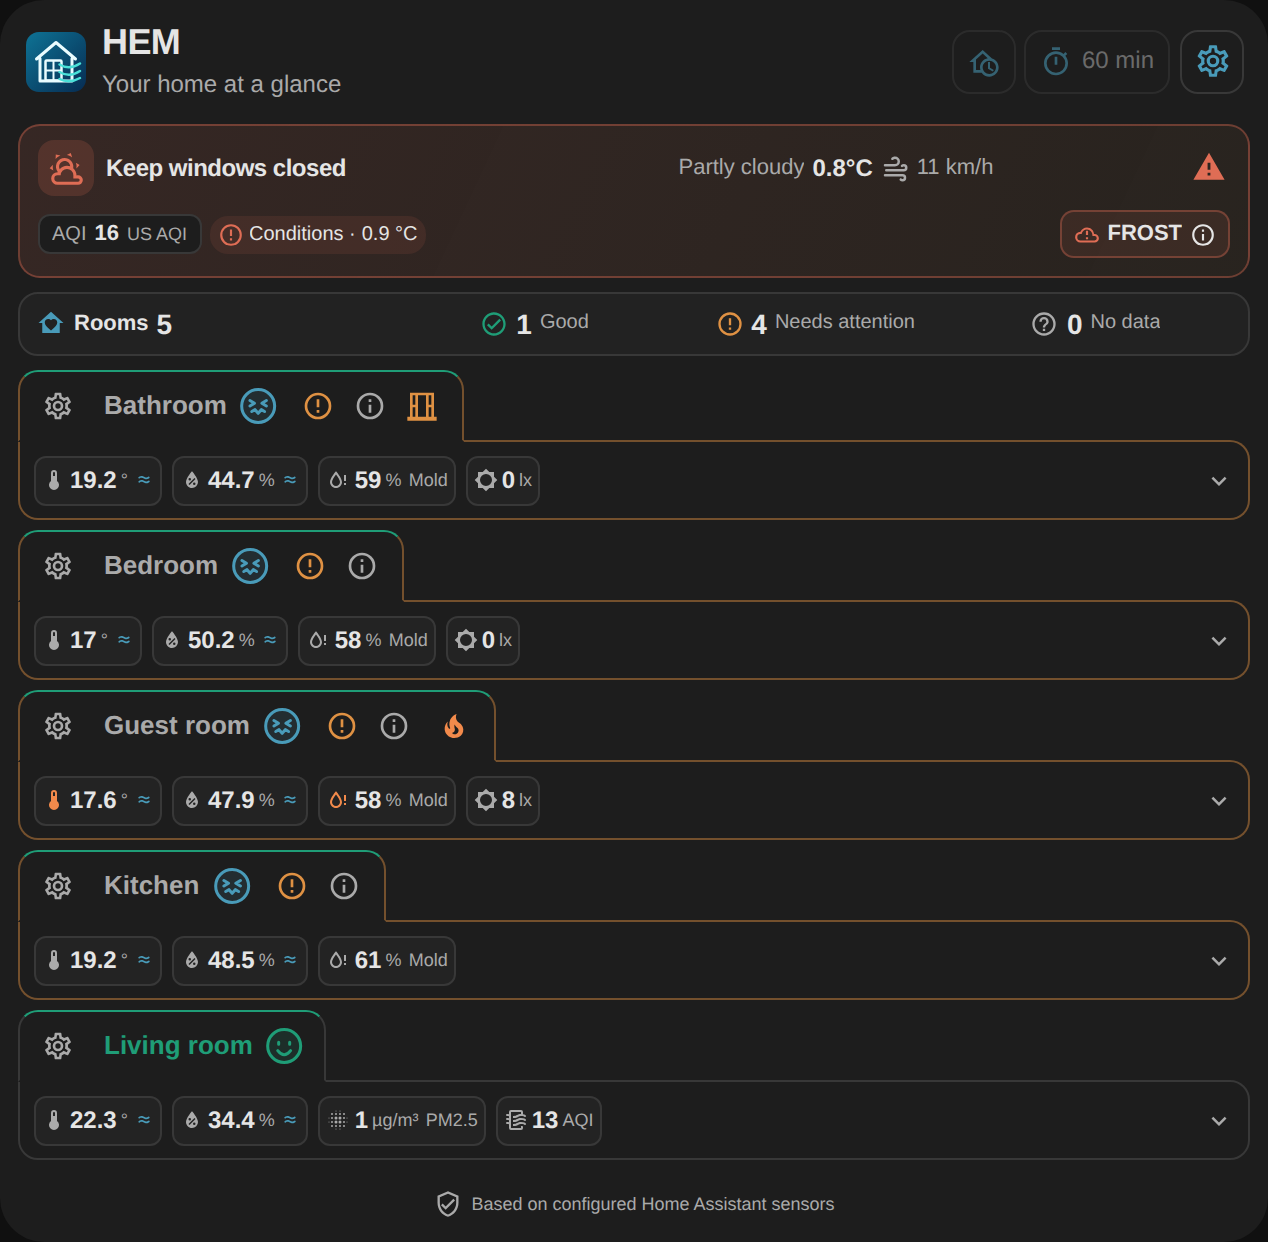 HEM
Your home at a glance
60 min
Keep windows closed
Partly cloudy 0.8°C 11 km/h
AQI 16 US AQI
Conditions · 0.9 °C
FROST
Rooms 5
1 Good
4 Needs attention
0 No data
Bathroom
19.2 ° ≈
44.7 % ≈
59 % Mold
0 lx
Bedroom
17 ° ≈
50.2 % ≈
58 % Mold
0 lx
Guest room
17.6 ° ≈
47.9 % ≈
58 % Mold
8 lx
Kitchen
19.2 ° ≈
48.5 % ≈
61 % Mold
Living room
22.3 ° ≈
34.4 % ≈
1 µg/m³ PM2.5
13 AQI
Based on configured Home Assistant sensors